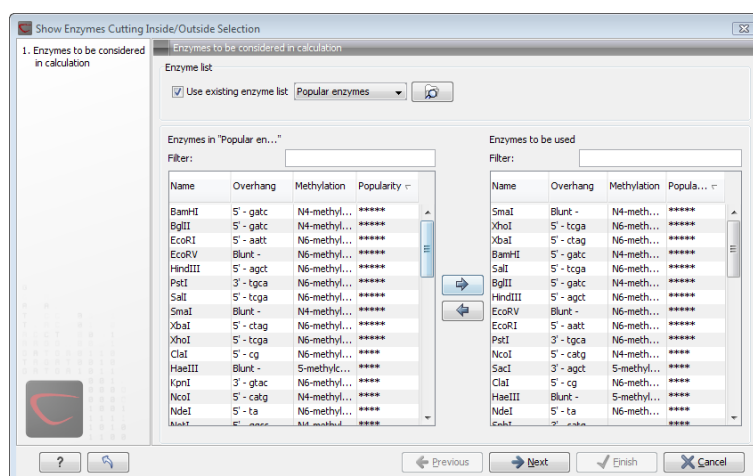 Show Enzymes Cutting Inside/Outside Selection
1. Enzymes to be considered in calculation
Enzymes to be considered in calculation
Enzyme list
Use existing enzyme list Popular enzymes
Enzymes in "Popular en..."
Filter:
Name Overhang Methylation Popularity
BamHI 5' - gatc N4-methyl... *****
BglII 5' - gatc N4-methyl... *****
EcoRI 5' - aatt N6-methyl... *****
EcoRV Blunt - N6-methyl... *****
HindIII 5' - agct N6-methyl... *****
PstI 3' - tgca N6-methyl... *****
SalI 5' - tcga N6-methyl... *****
SmaI Blunt - N4-methyl... *****
XbaI 5' - ctag N6-methyl... *****
XhoI 5' - tcga N6-methyl... *****
ClaI 5' - cg N6-methyl... ****
HaeIII Blunt - 5-methylc... ****
KpnI 3' - gtac N6-methyl... ****
NcoI 5' - catg N4-methyl... ****
NdeI 5' - ta N6-methyl... ****
NotI 5' - ggcc N4-methyl... ****
Enzymes to be used
Filter:
Name Overhang Methylation Popula...
SmaI Blunt - N4-meth... *****
XhoI 5' - tcga N6-meth... *****
XbaI 5' - ctag N6-meth... *****
BamHI 5' - gatc N4-meth... *****
SalI 5' - tcga N6-meth... *****
BglII 5' - gatc N4-meth... *****
HindIII 5' - agct N6-meth... *****
EcoRV Blunt - N6-meth... *****
EcoRI 5' - aatt N6-meth... *****
PstI 3' - tgca N6-meth... *****
NcoI 5' - catg N4-meth... ****
SacI 3' - agct 5-methyl... ****
ClaI 5' - cg N6-meth... ****
HaeIII Blunt - 5-methyl... ****
NdeI 5' - ta N6-meth... ****
SphI 3' - catg
? Previous Next Finish Cancel